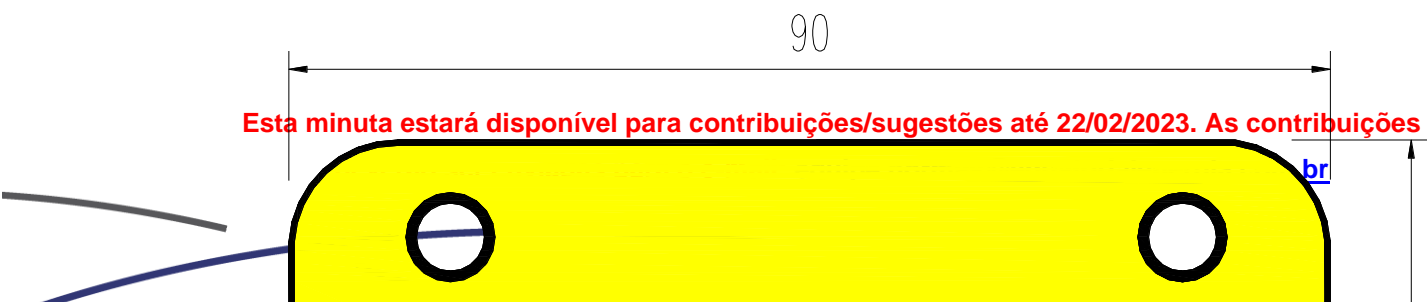 90
Esta minuta estará disponível para contribuições/sugestões até 22/02/2023. As contribuições
br